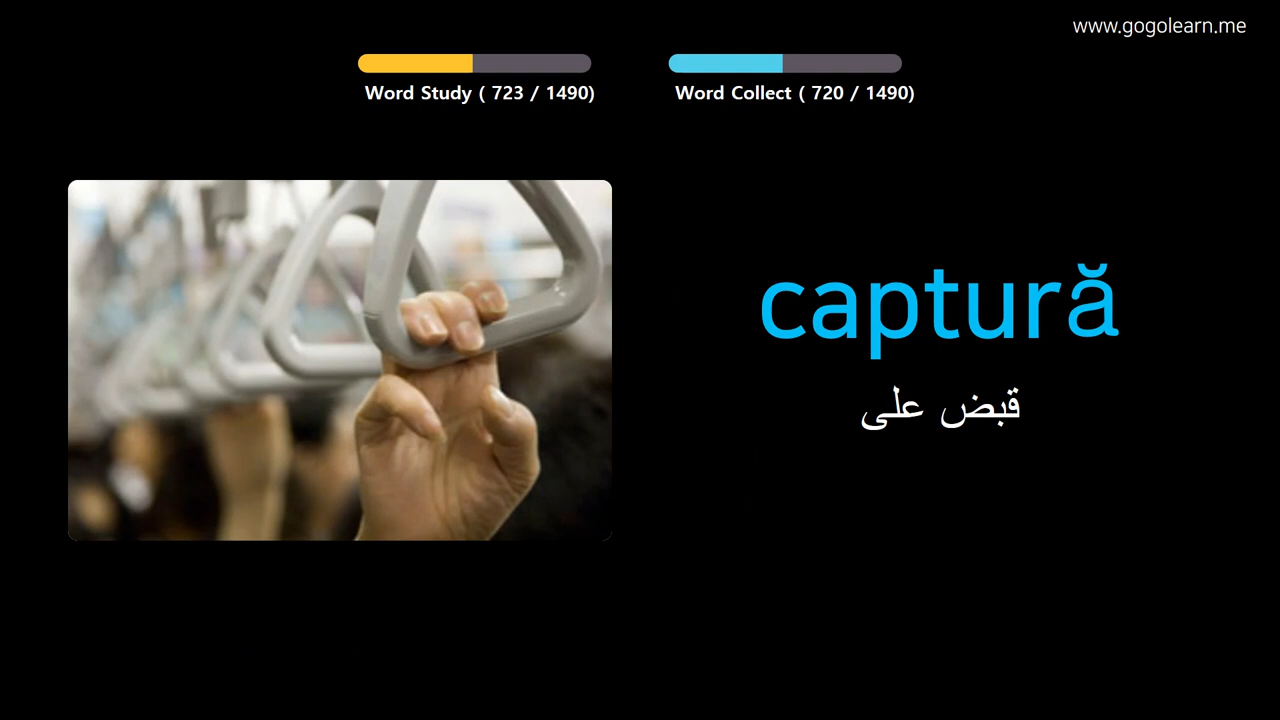 www.gogolearn.me
Word Study ( 723 / 1490)
Word Collect ( 720 / 1490)
captură
قبض على